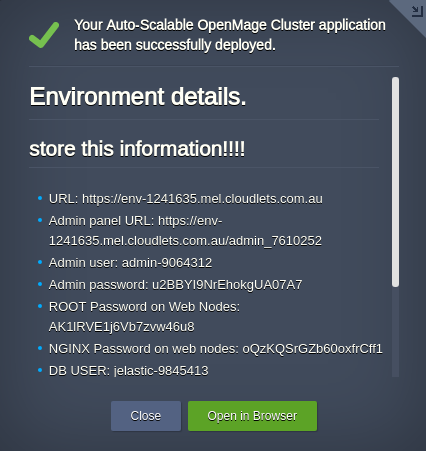 Your Auto-Scalable OpenMage Cluster application
has been successfully deployed.
Environment details.
store this information!!!!
URL: https://env-1241635.mel.cloudlets.com.au
Admin panel URL: https://env-
1241635.mel.cloudlets.com.au/admin_7610252
Admin user: admin-9064312
Admin password: u2BBYI9NrEhokgUA07A7
ROOT Password on Web Nodes:
AK1lRVE1j6Vb7zvw46u8
NGINX Password on web nodes: oQzKQSrGZb60oxfrCff1
DB USER: jelastic-9845413
Close
Open in Browser